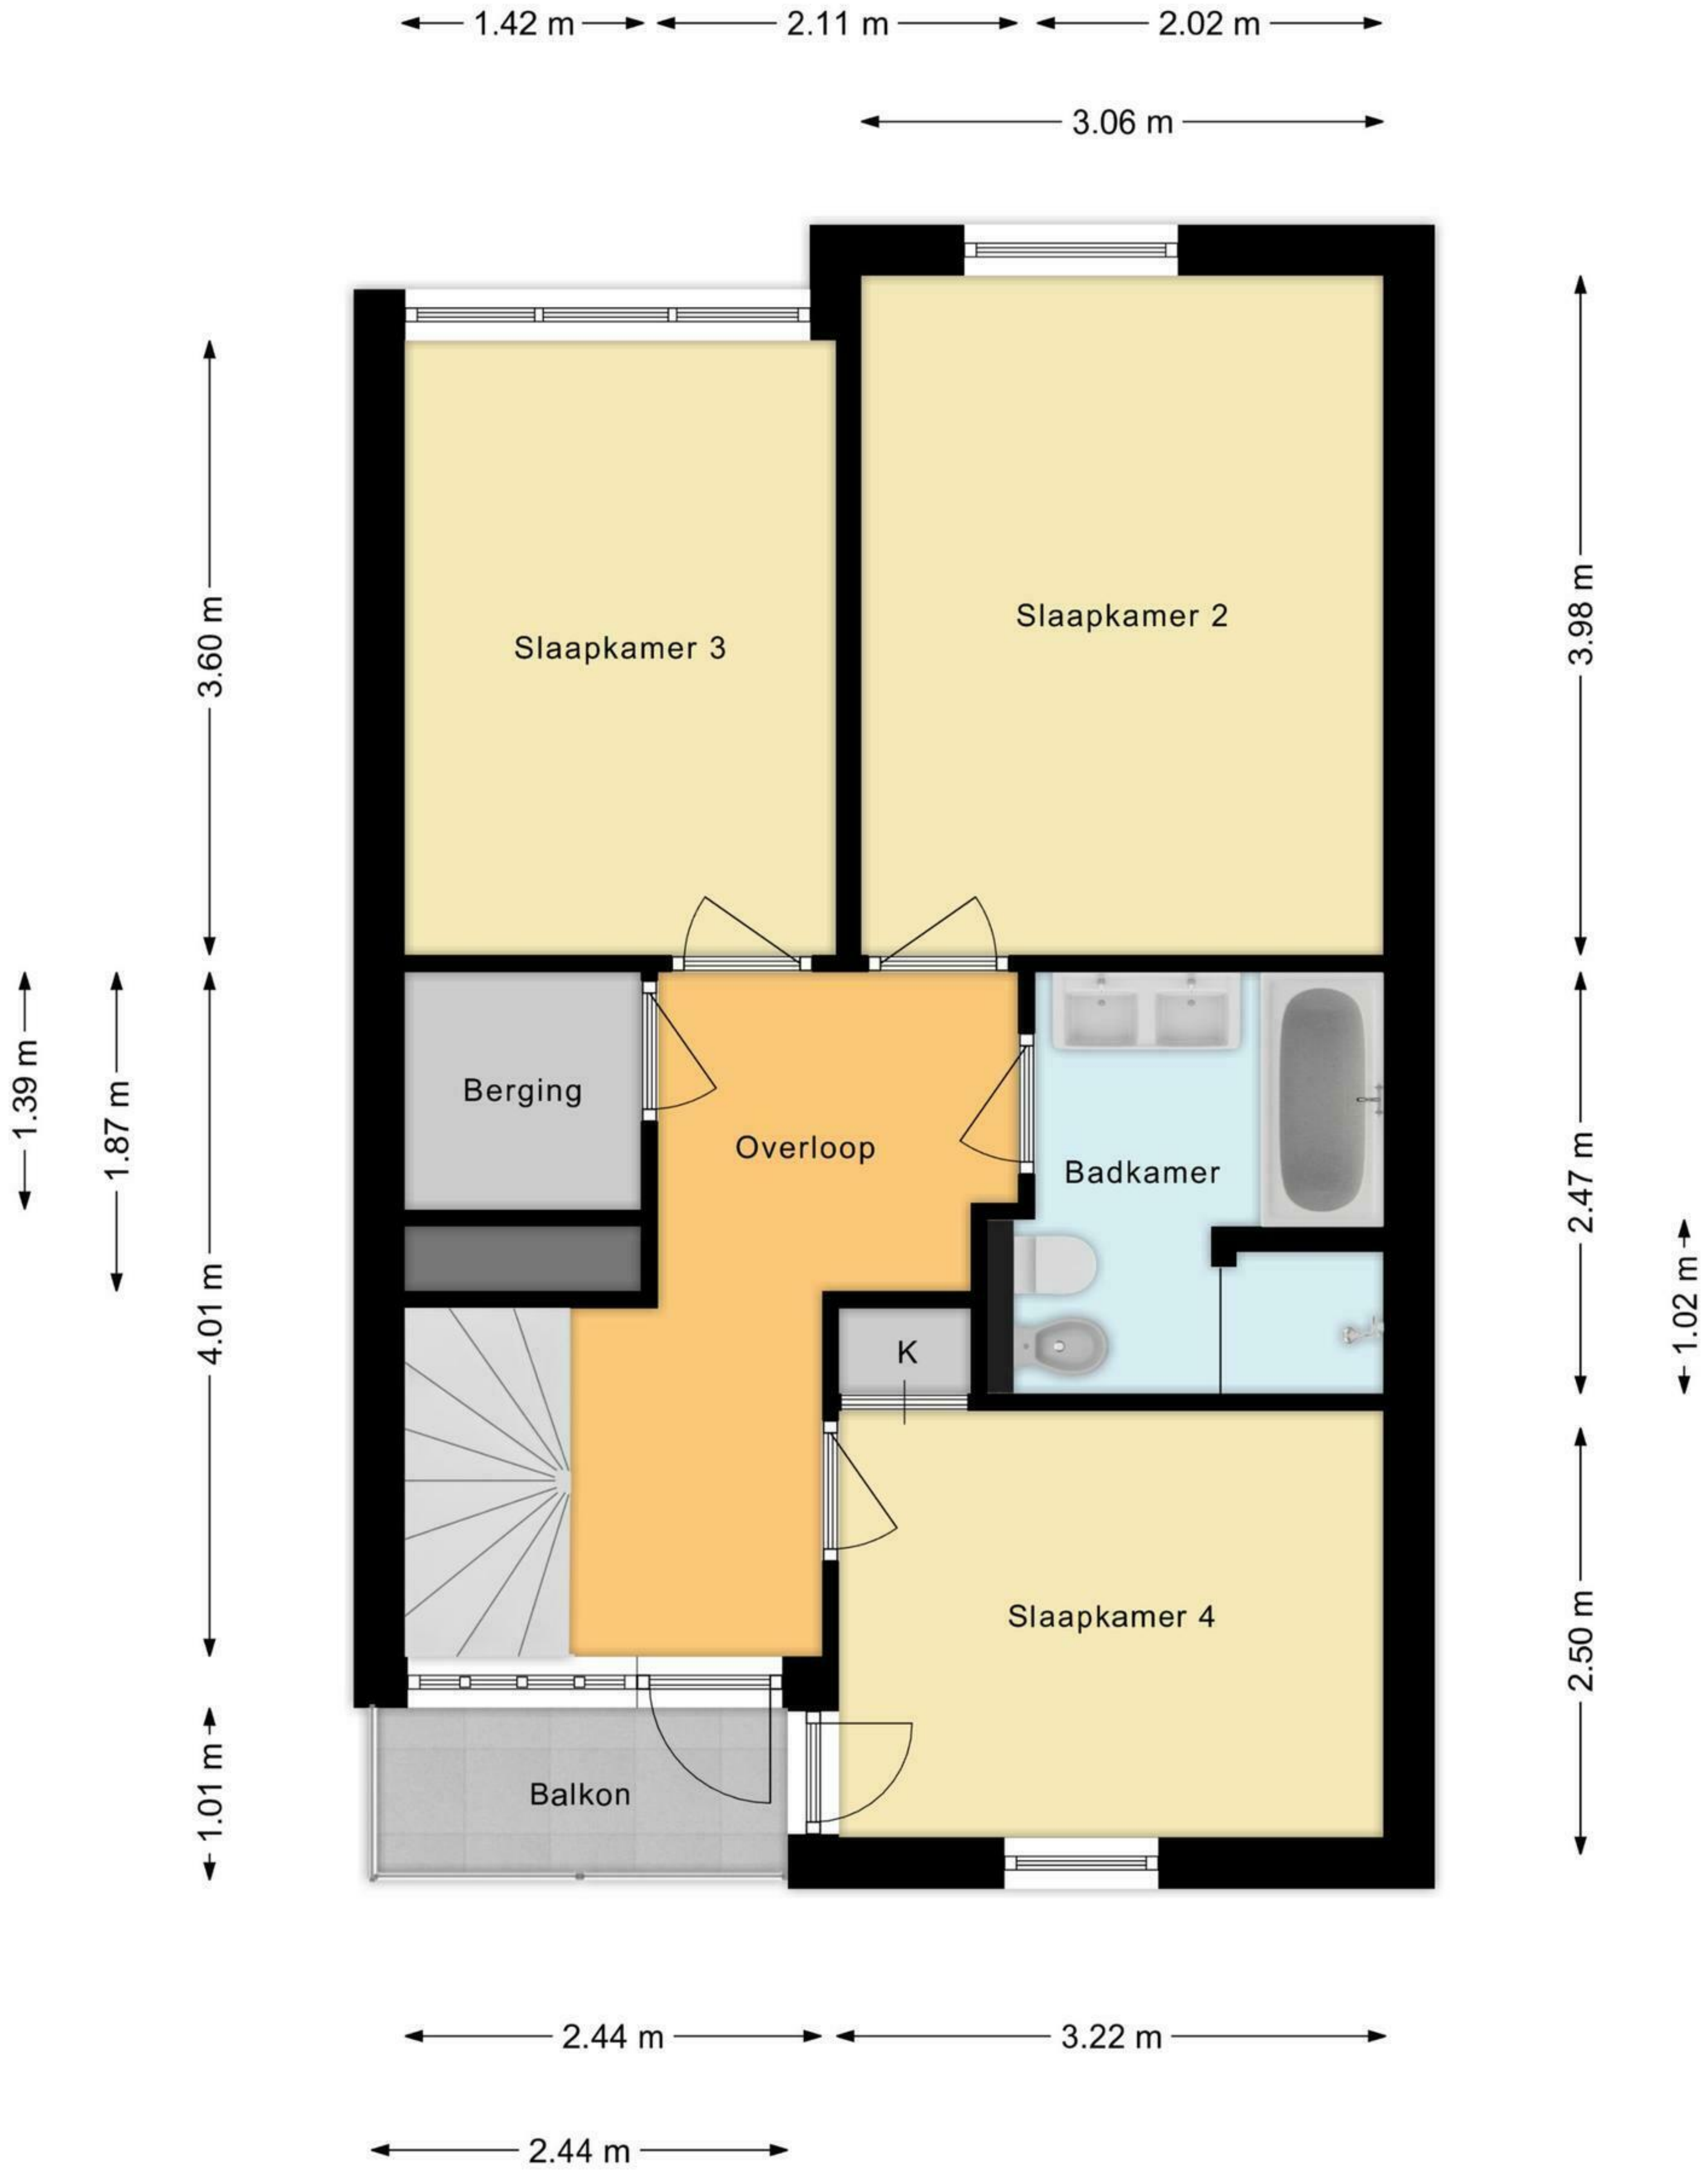 1.42 m
2.11 m
2.02 m
3.06 m
3.60 m
3.98 m
Slaapkamer 3
Slaapkamer 2
1.39 m
1.87 m
4.01 m
Berging
Overloop
Badkamer
2.47 m
1.02 m
K
Slaapkamer 4
2.50 m
1.01 m
Balkon
2.44 m
3.22 m
2.44 m